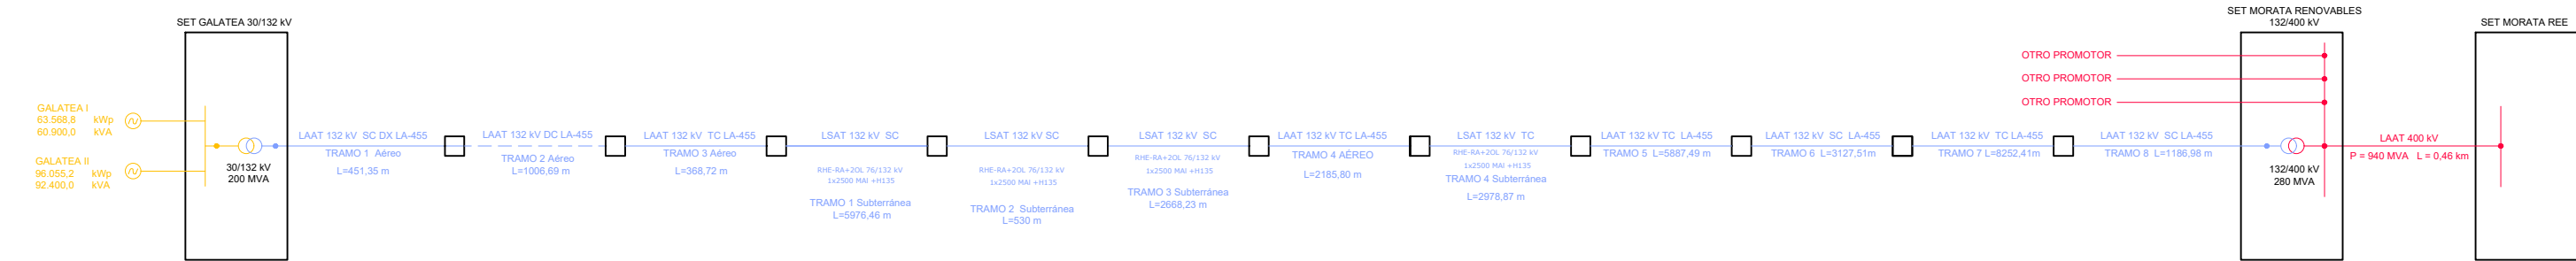 SET GALATEA 30/132 kV
GALATEA I
63.568,8 kWp
60.900,0 kVA
GALATEA II
96.055,2 kWp
92.400,0 kVA
30/132 kV
200 MVA
LAAT 132 kV SC DX LA-455
TRAMO 1 Aéreo
L=451,35 m
LAAT 132 kV DC LA-455
TRAMO 2 Aéreo
L=1006,69 m
LAAT 132 kV TC LA-455
TRAMO 3 Aéreo
L=368,72 m
LSAT 132 kV SC
RHE-RA+2OL 76/132 kV
1x2500 MAl +H135
TRAMO 1 Subterránea
L=5976,46 m
LSAT 132 kV SC
RHE-RA+2OL 76/132 kV
1x2500 MAl +H135
TRAMO 2 Subterránea
L=530 m
LSAT 132 kV SC
RHE-RA+2OL 76/132 kV
1x2500 MAl +H135
TRAMO 3 Subterránea
L=2668,23 m
LAAT 132 kV TC LA-455
TRAMO 4 AÉREO
L=2185,80 m
LSAT 132 kV TC
RHE-RA+2OL 76/132 kV
1x2500 MAl +H135
TRAMO 4 Subterránea
L=2978,87 m
LAAT 132 kV TC LA-455
TRAMO 5 L=5887,49 m
LAAT 132 kV SC LA-455
TRAMO 6 L=3127,51m
LAAT 132 kV TC LA-455
TRAMO 7 L=8252,41m
LAAT 132 kV SC LA-455
TRAMO 8 L=1186,98 m
OTRO PROMOTOR
OTRO PROMOTOR
OTRO PROMOTOR
SET MORATA RENOVABLES
132/400 kV
132/400 kV
280 MVA
LAAT 400 kV
P = 940 MVA L = 0,46 km
SET MORATA REE